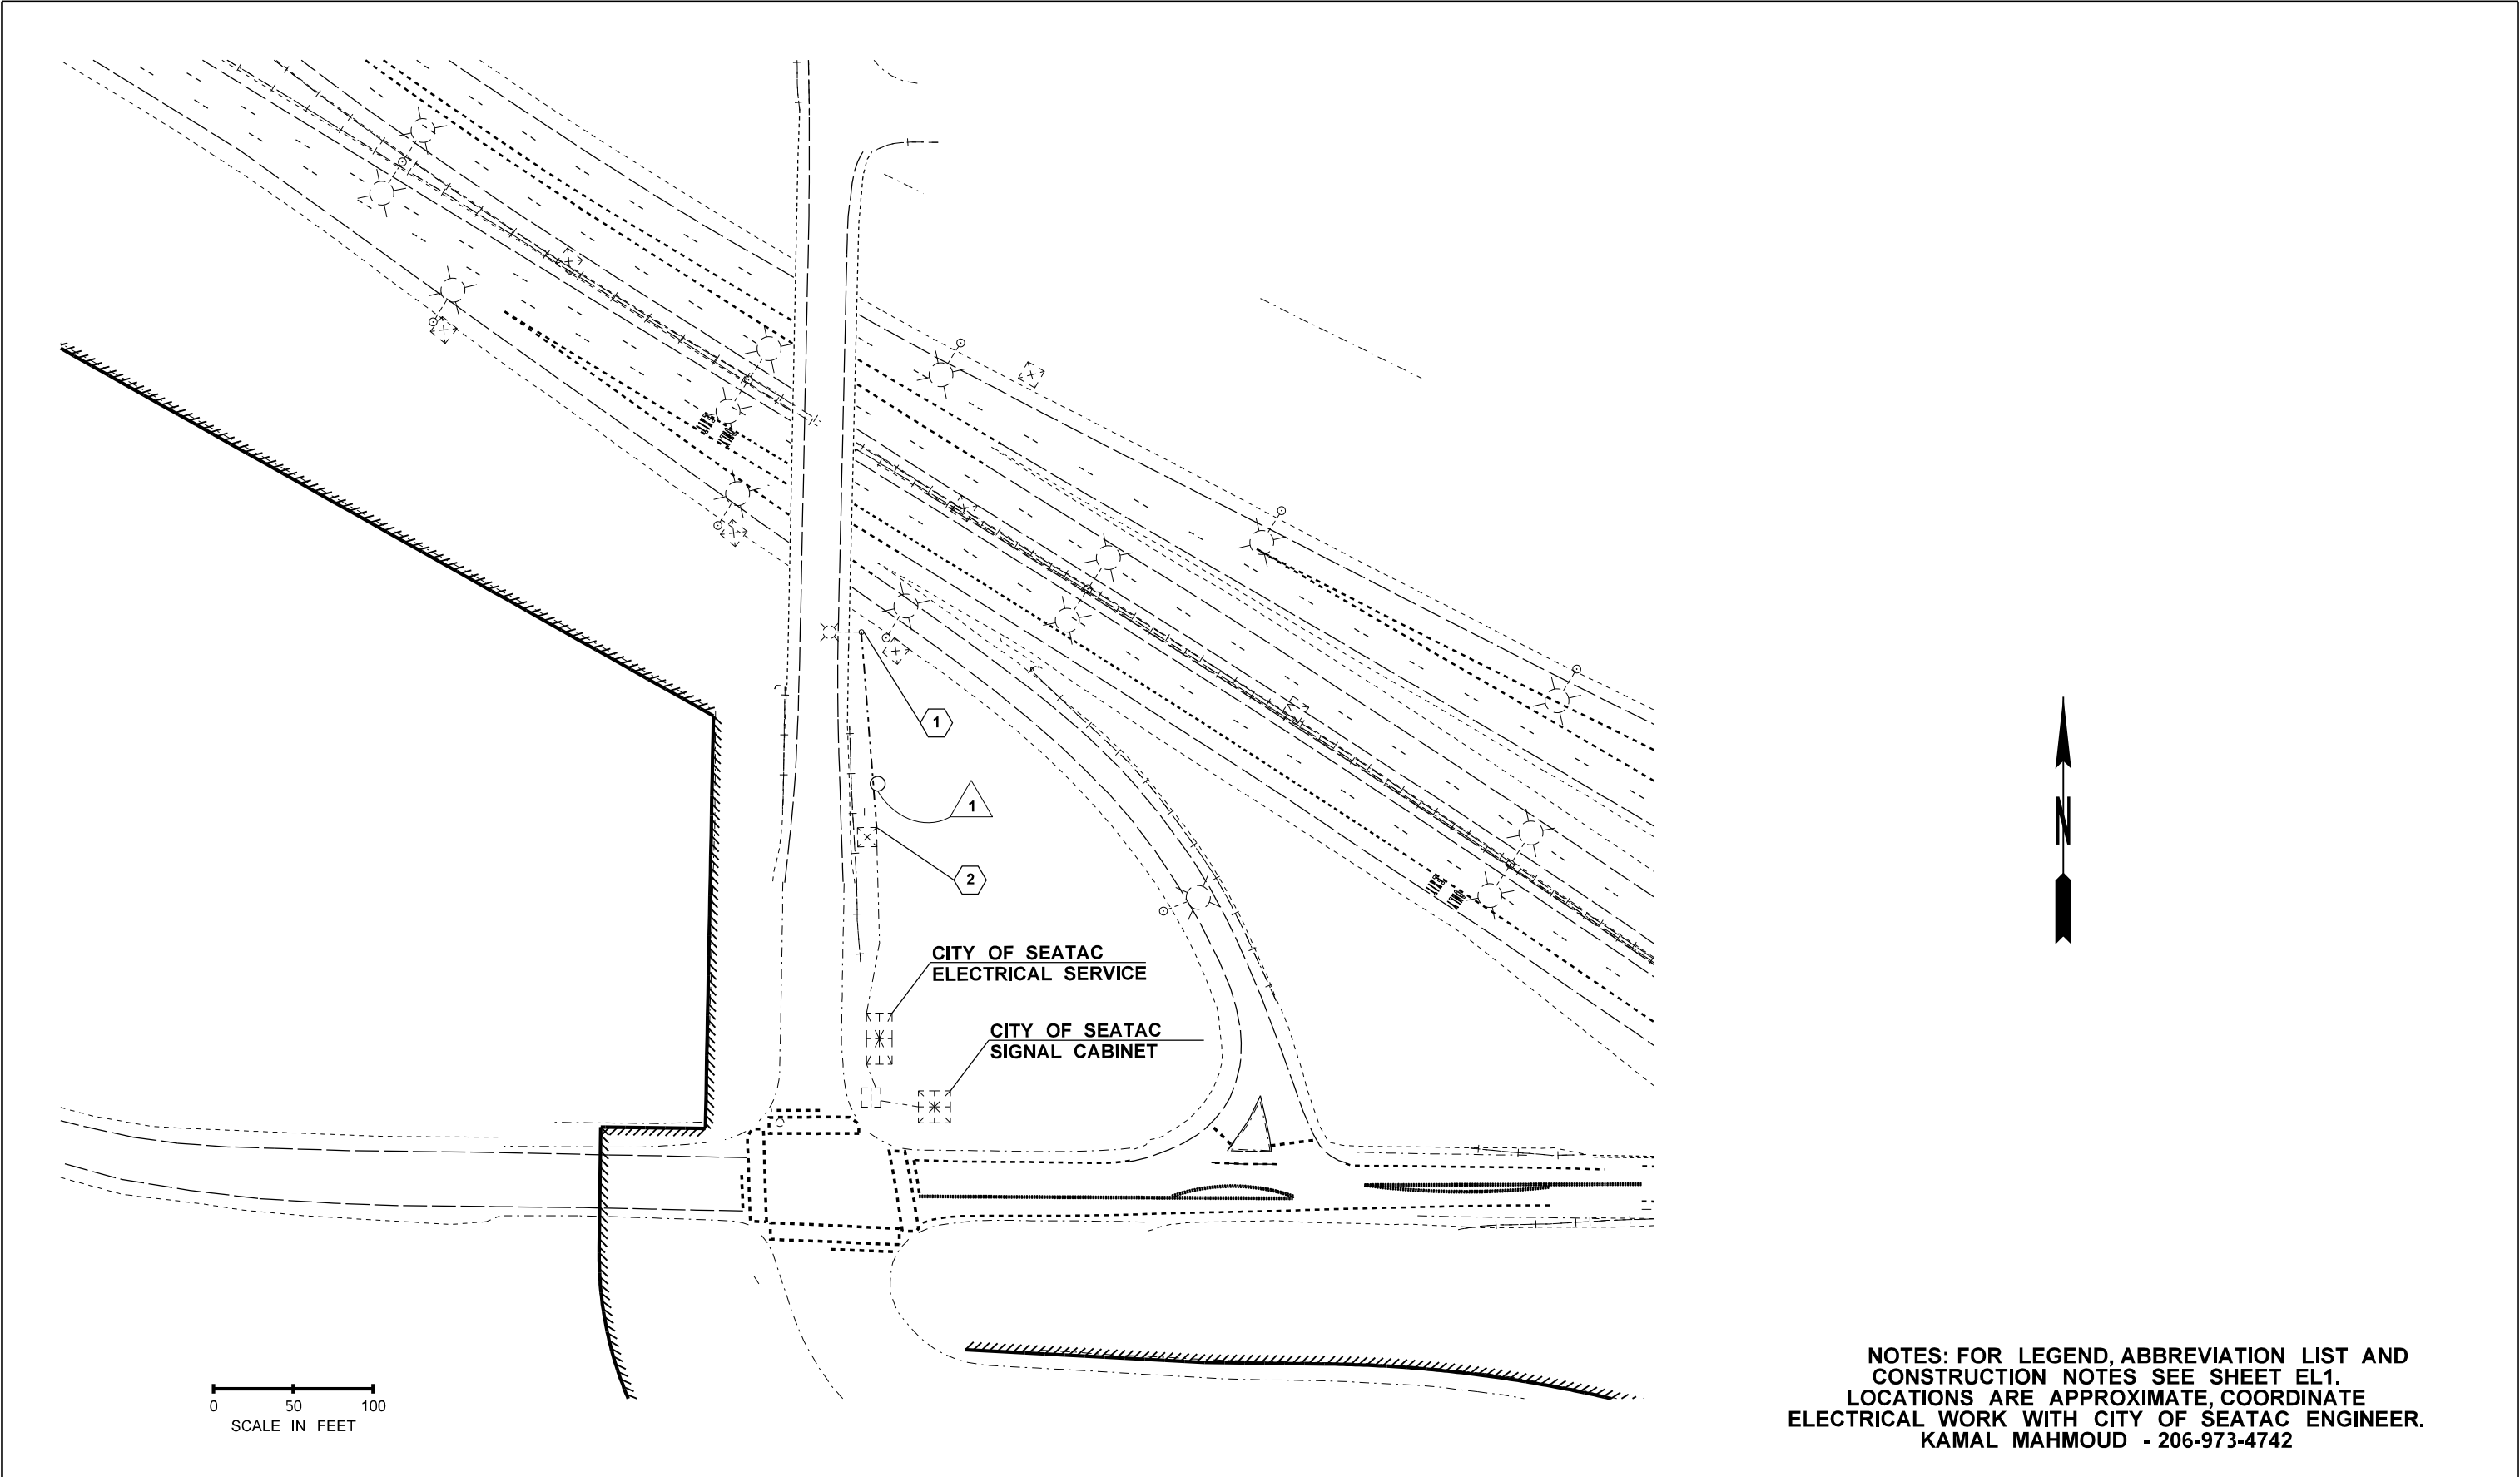 1
1
2
CITY OF SEATAC
ELECTRICAL SERVICE
CITY OF SEATAC
SIGNAL CABINET
N
0 50 100
SCALE IN FEET
NOTES: FOR LEGEND, ABBREVIATION LIST AND
CONSTRUCTION NOTES SEE SHEET EL1.
LOCATIONS ARE APPROXIMATE, COORDINATE
ELECTRICAL WORK WITH CITY OF SEATAC ENGINEER.
KAMAL MAHMOUD - 206-973-4742